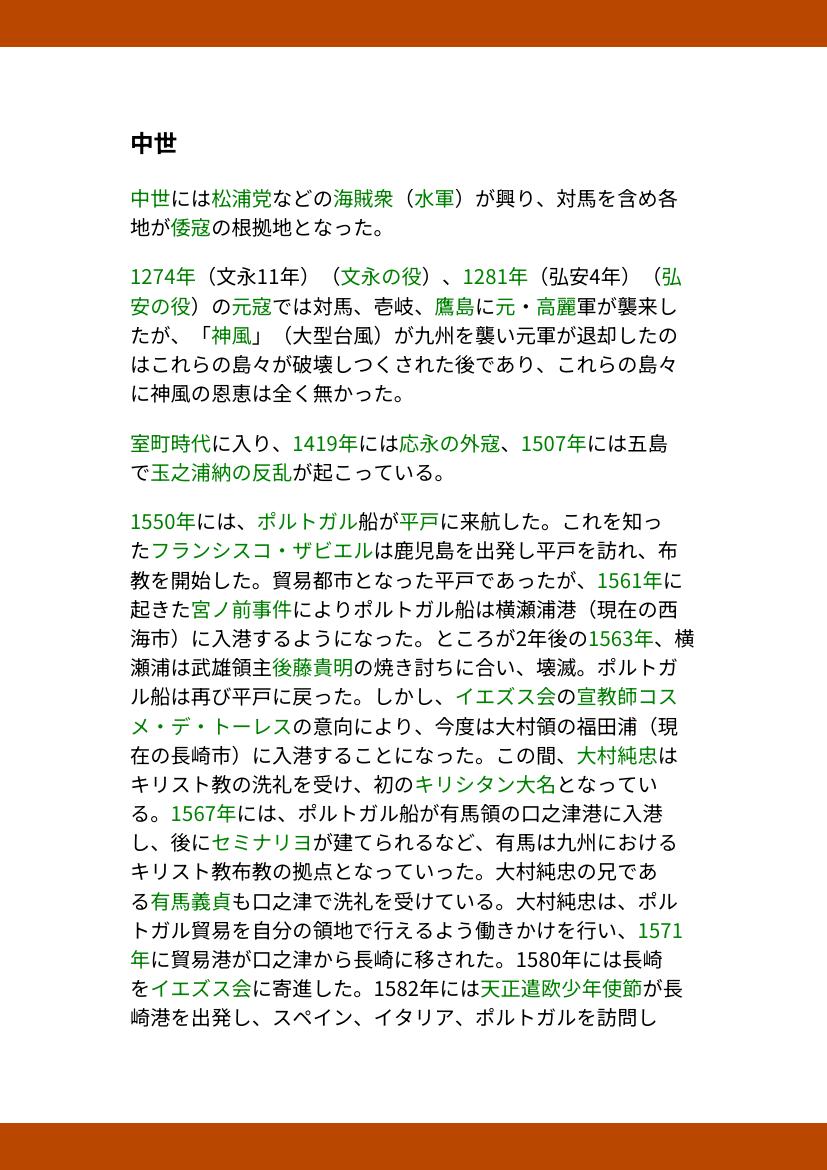 中世
中世には松浦党などの海賊衆（水軍）が興り、対馬を含め各
地が倭寇の根拠地となった。
1274年（文永11年）（文永の役）、1281年（弘安4年）（弘
安の役）の元寇では対馬、壱岐、鷹島に元・高麗軍が襲来し
たが、「神風」（大型台風）が九州を襲い元軍が退却したの
はこれらの島々が破壊しつくされた後であり、これらの島々
に神風の恩恵は全く無かった。
室町時代に入り、1419年には応永の外寇、1507年には五島
で玉之浦納の反乱が起こっている。
1550年には、ポルトガル船が平戸に来航した。これを知っ
たフランシスコ・ザビエルは鹿児島を出発し平戸を訪れ、布
教を開始した。貿易都市となった平戸であったが、1561年に
起きた宮ノ前事件によりポルトガル船は横瀬浦港（現在の西
海市）に入港するようになった。ところが2年後の1563年、横
瀬浦は武雄領主後藤貴明の焼き討ちに合い、壊滅。ポルトガ
ル船は再び平戸に戻った。しかし、イエズス会の宣教師コス
メ・デ・トーレスの意向により、今度は大村領の福田浦（現
在の長崎市）に入港することになった。この間、大村純忠は
キリスト教の洗礼を受け、初のキリシタン大名となってい
る。1567年には、ポルトガル船が有馬領の口之津港に入港
し、後にセミナリヨが建てられるなど、有馬は九州における
キリスト教布教の拠点となっていった。大村純忠の兄であ
る有馬義貞も口之津で洗礼を受けている。大村純忠は、ポル
トガル貿易を自分の領地で行えるよう働きかけを行い、1571
年に貿易港が口之津から長崎に移された。1580年には長崎
をイエズス会に寄進した。1582年には天正遣欧少年使節が長
崎港を出発し、スペイン、イタリア、ポルトガルを訪問し